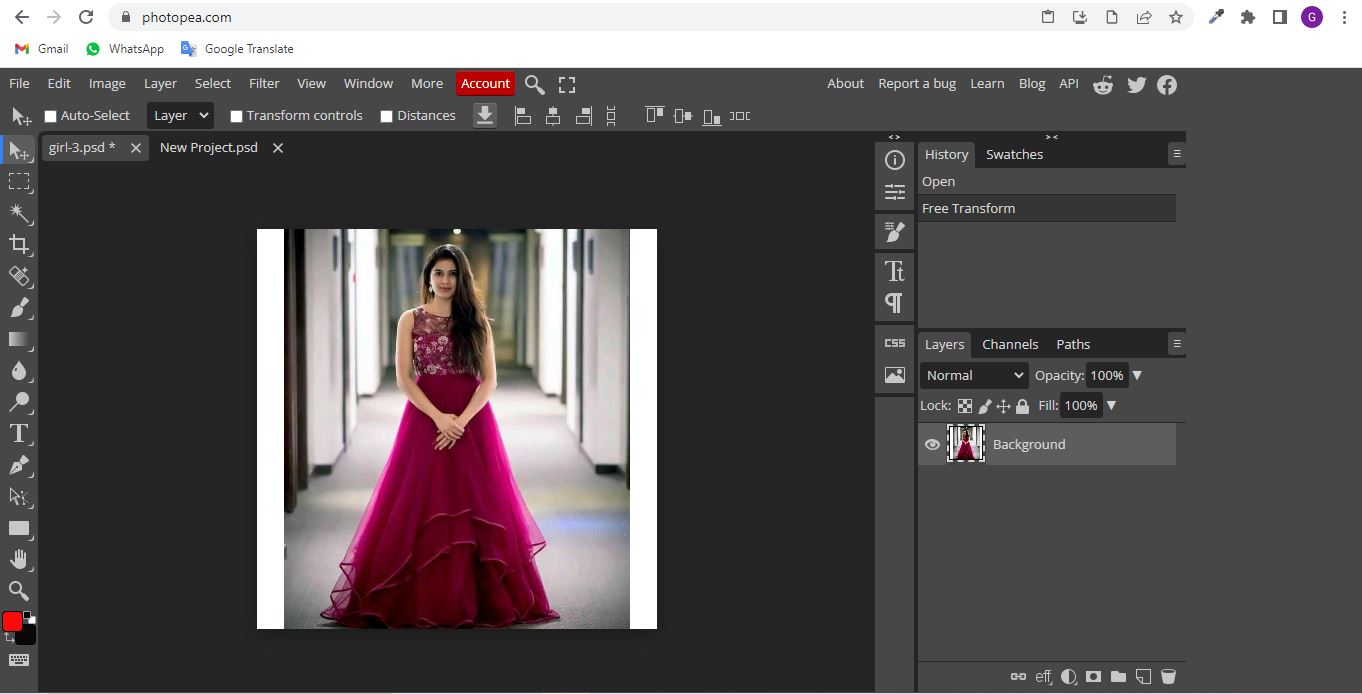 photopea.com
G
Gmail WhatsApp Google Translate
File Edit Image Layer Select Filter View Window More Account About Report a bug Learn Blog API
Auto-Select Layer Transform controls Distances
girl-3.psd * New Project.psd
History Swatches
Open
Free Transform
CSS
Layers Channels Paths
Normal Opacity: 100%
Lock: Fill: 100%
Background
eff